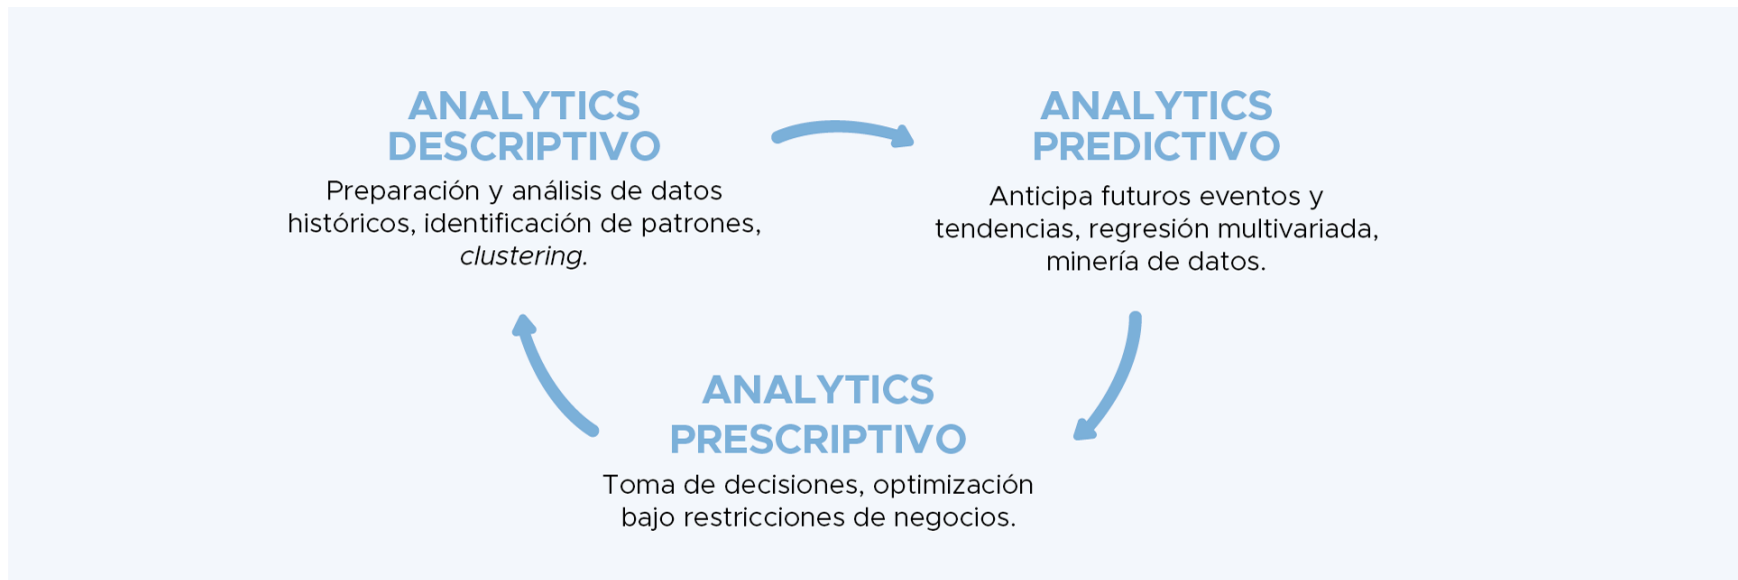 ANALYTICS
DESCRIPTIVO
Preparación y análisis de datos
históricos, identificación de patrones,
clustering.
ANALYTICS
PREDICTIVO
Anticipa futuros eventos y
tendencias, regresión multivariada,
minería de datos.
ANALYTICS
PRESCRIPTIVO
Toma de decisiones, optimización
bajo restricciones de negocios.